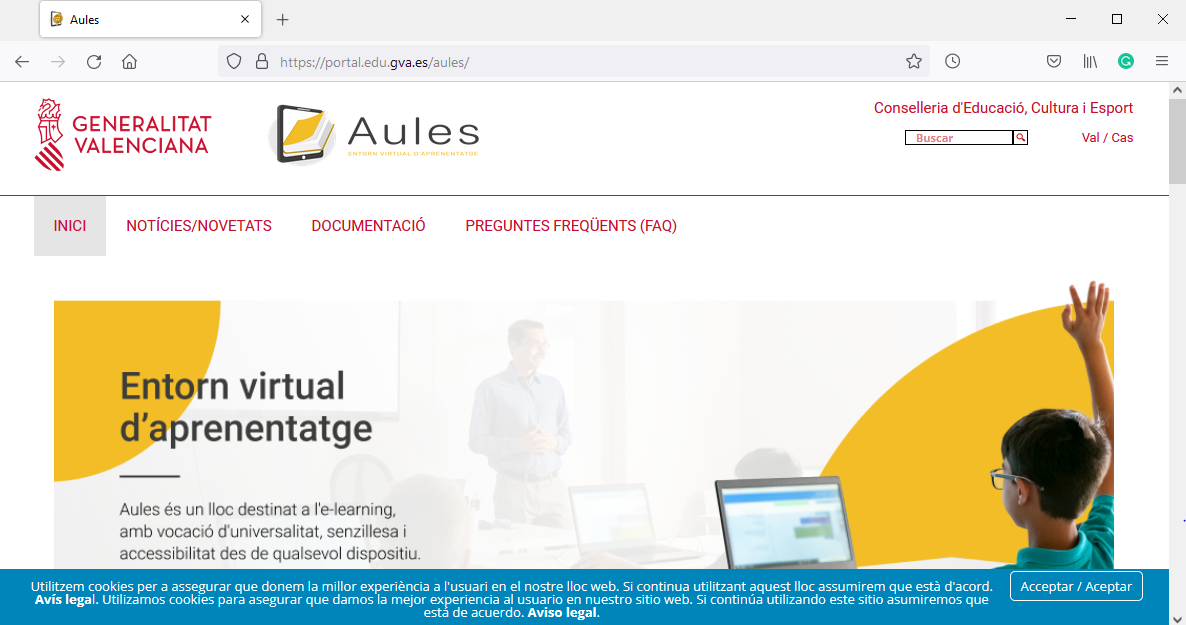 Aules
https://portal.edu.gva.es/aules/
GENERALITAT
VALENCIANA
Aules
ENTORN VIRTUAL D'APRENENTATGE
Conselleria d'Educació, Cultura i Esport
Buscar
Val / Cas
INICI
NOTÍCIES/NOVETATS
DOCUMENTACIÓ
PREGUNTES FREQÜENTS (FAQ)
Entorn virtual
d'aprenentatge
Aules és un lloc destinat a l'e-learning,
amb vocació d'universalitat, senzillesa i
accessibilitat des de qualsevol dispositiu.
Utilitzem cookies per a assegurar que donem la millor experiència a l'usuari en el nostre lloc web. Si continua utilitzant aquest lloc assumirem que està d'acord.
Avís legal. Utilizamos cookies para asegurar que damos la mejor experiencia al usuario en nuestro sitio web. Si continúa utilizando este sitio asumiremos que
está de acuerdo. Aviso legal.
Acceptar / Aceptar